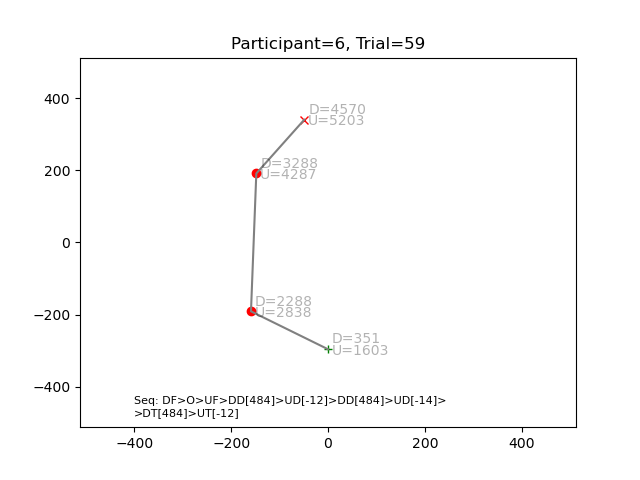 Participant=6, Trial=59
400
200
0
−200
−400
−400
−200
0
200
400
D=4570
U=5203
D=3288
U=4287
D=2288
U=2838
D=351
U=1603
Seq: DF>O>UF>DD[484]>UD[-12]>DD[484]>UD[-14]>
>DT[484]>UT[-12]